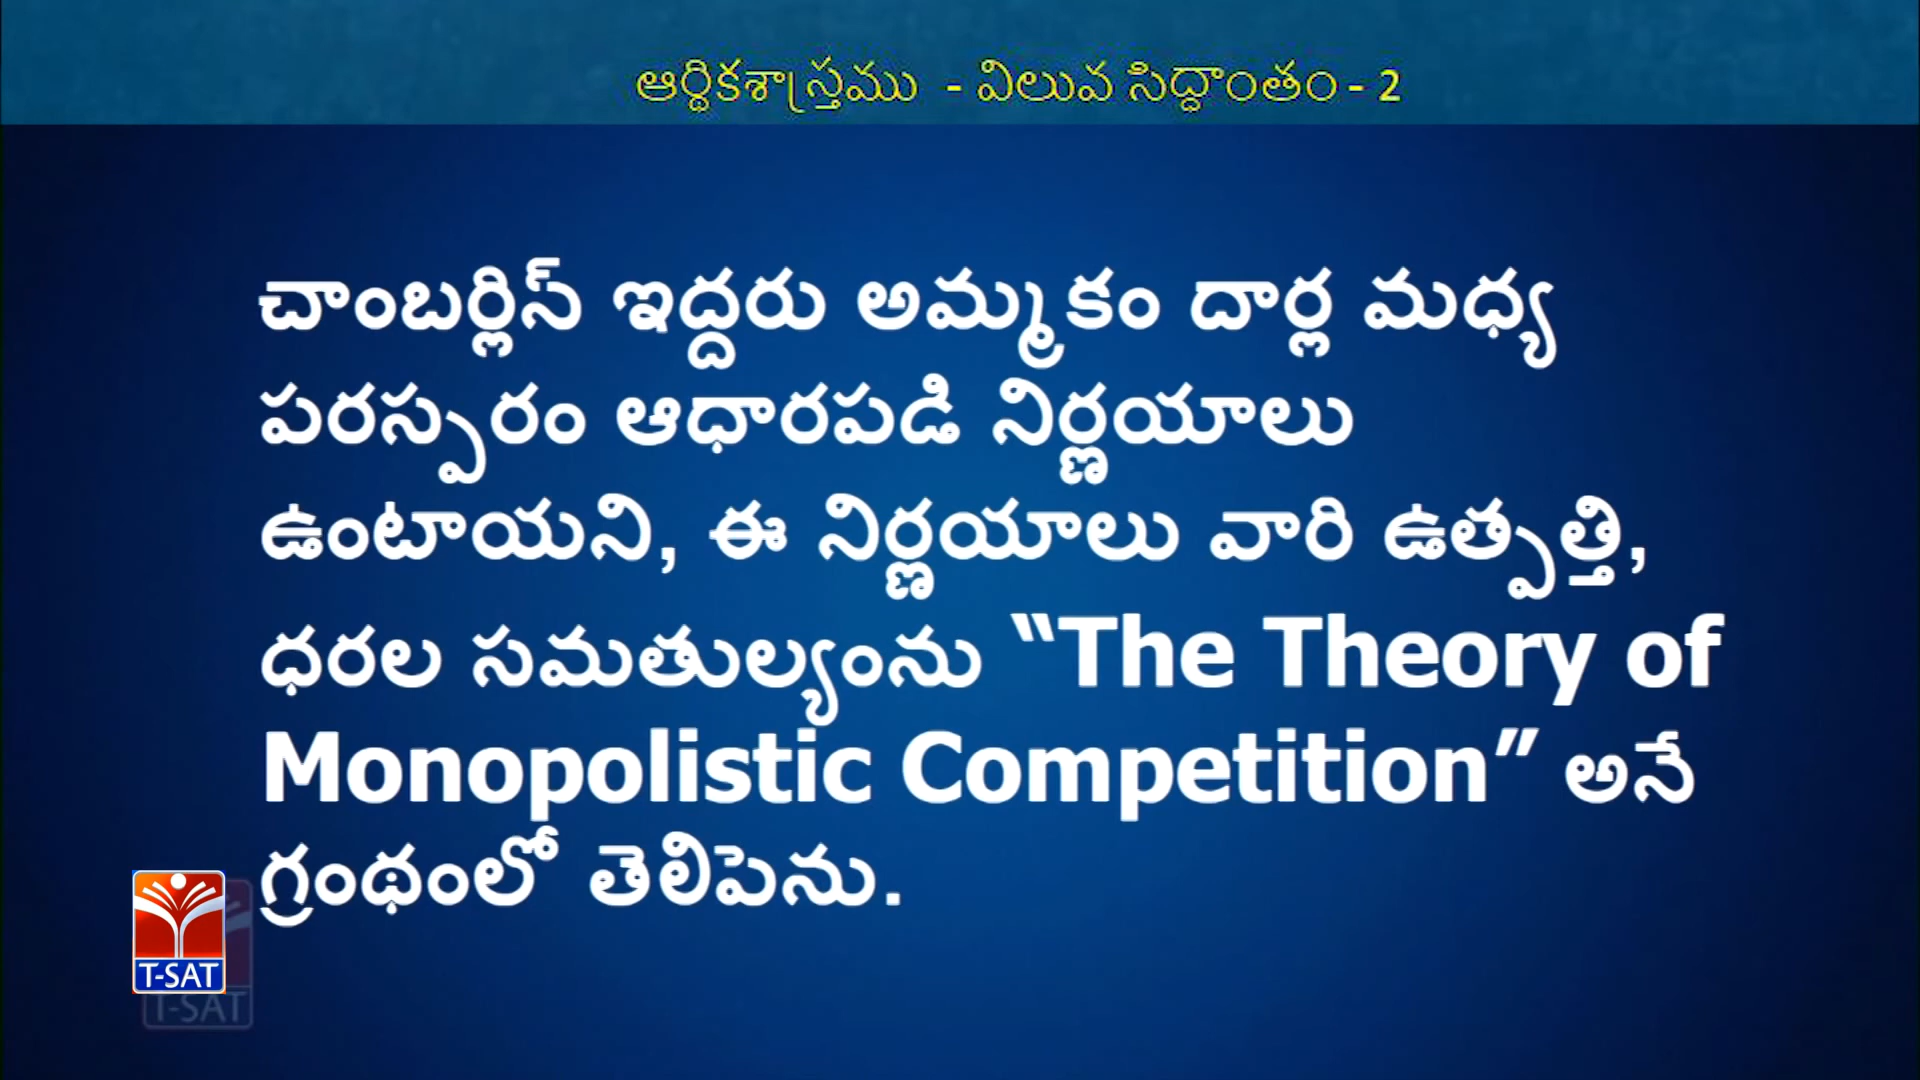 ఆర్థికశాస్త్రము - విలువ సిద్ధాంతం - 2
చాంబర్లిస్ ఇద్దరు అమ్మకం దార్ల మధ్య
పరస్పరం ఆధారపడి నిర్ణయాలు
ఉంటాయని, ఈ నిర్ణయాలు వారి ఉత్పత్తి,
ధరల సమతుల్యంను “The Theory of
Monopolistic Competition” అనే
గ్రంథంలో తెలిపెను.
T-SAT
T-SAT